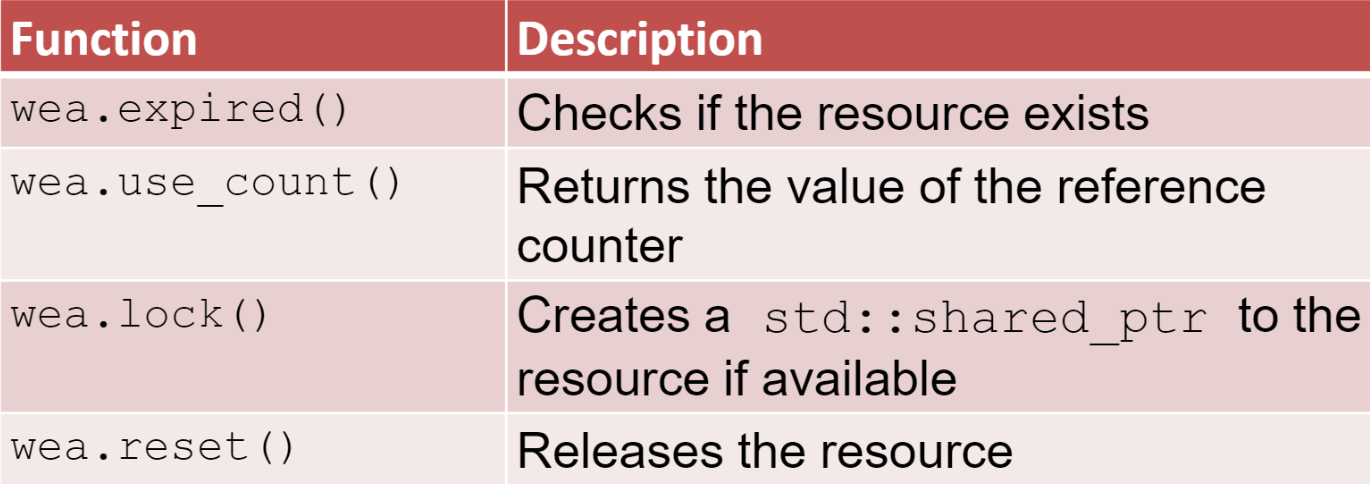 Function Description
wea.expired() Checks if the resource exists
wea.use_count() Returns the value of the reference
counter
wea.lock() Creates a std::shared_ptr to the
resource if available
wea.reset() Releases the resource